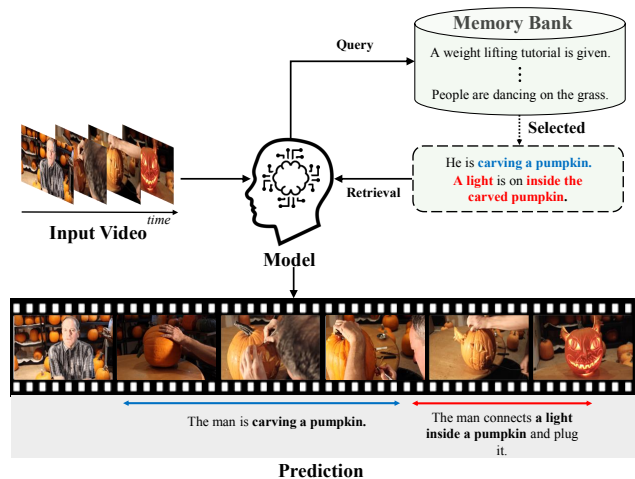 Memory Bank
Query
A weight lifting tutorial is given.
People are dancing on the grass.
Selected
He is carving a pumpkin.
A light is on inside the
carved pumpkin.
Retrieval
time
Input Video
Model
The man is carving a pumpkin.
The man connects a light
inside a pumpkin and plug
it.
Prediction